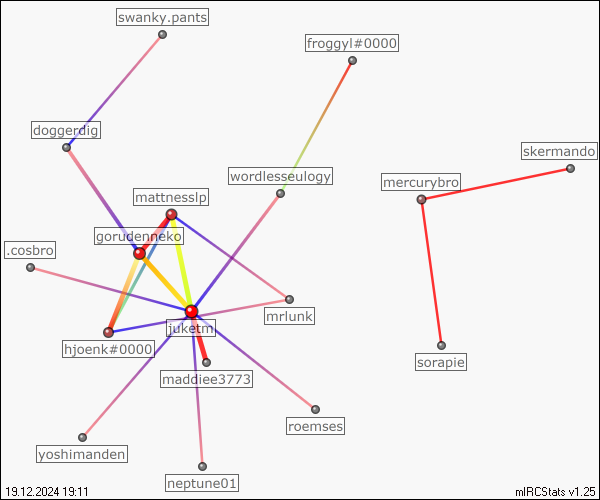 swanky.pants
froggyl#0000
doggerdig
skermando
wordlesseulogy
mercurybro
mattnesslp
gorudenneko
.cosbro
mrlunk
juketm
hjoenk#0000
sorapie
maddiee3773
roemses
yoshimanden
neptune01
19.12.2024 19:11
mIRCStats v1.25